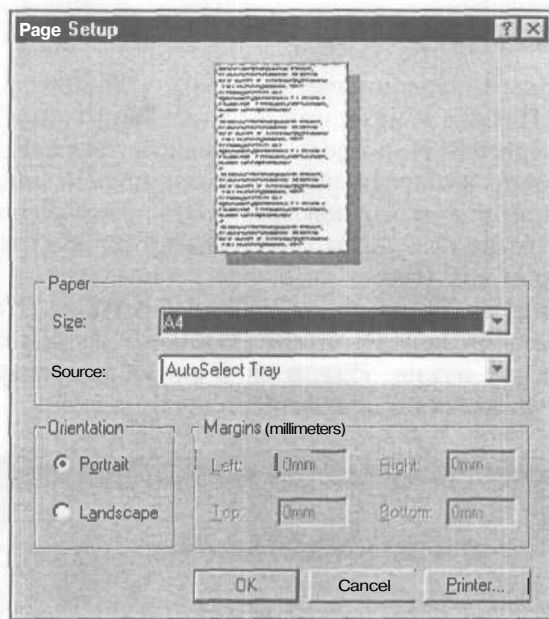 Page Setup
Paper
Size: A4
Source: AutoSelect Tray
Orientation
Portrait
Landscape
Margins (millimeters)
Left: 0mm Right: 0mm
Top: 0mm Bottom: 0mm
OK Cancel Printer...